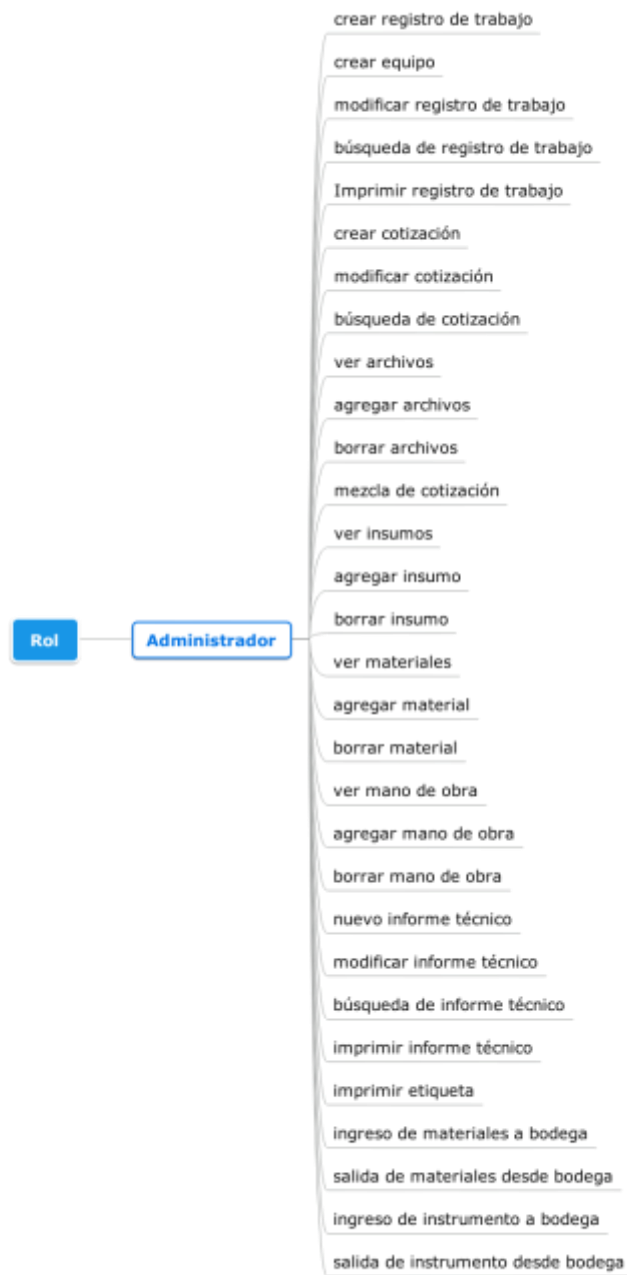 crear registro de trabajo
crear equipo
modificar registro de trabajo
búsqueda de registro de trabajo
Imprimir registro de trabajo
crear cotización
modificar cotización
búsqueda de cotización
ver archivos
agregar archivos
borrar archivos
mezcla de cotización
ver insumos
agregar insumo
borrar insumo
Rol
Administrador
ver materiales
agregar material
borrar material
ver mano de obra
agregar mano de obra
borrar mano de obra
nuevo informe técnico
modificar informe técnico
búsqueda de informe técnico
imprimir informe técnico
imprimir etiqueta
ingreso de materiales a bodega
salida de materiales desde bodega
ingreso de instrumento a bodega
salida de instrumento desde bodega